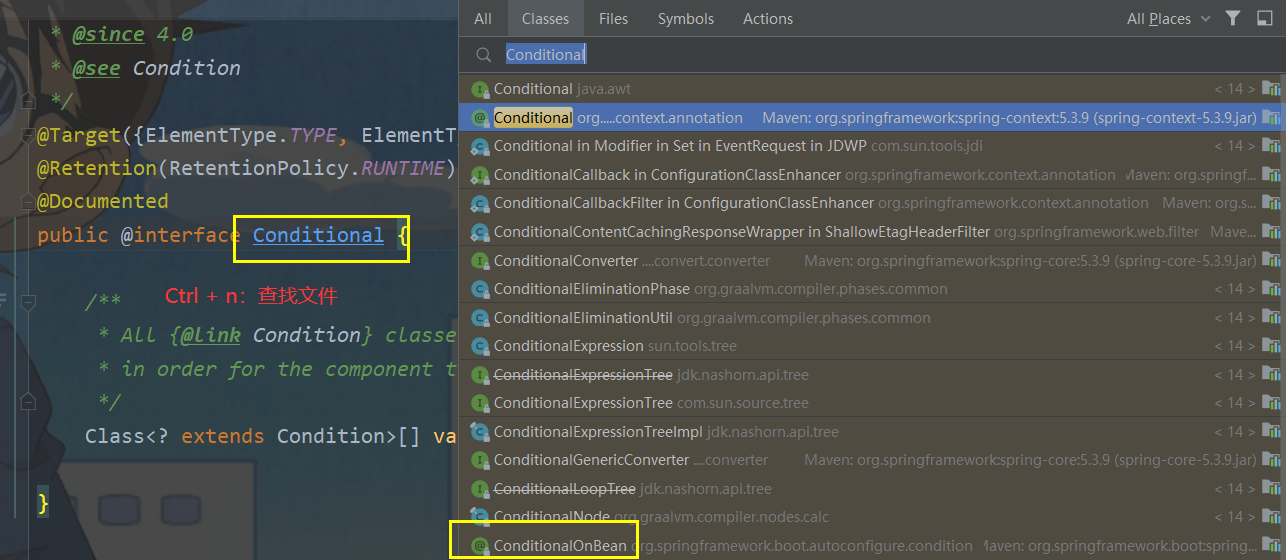 * @since 4.0
* @see Condition
*/
@Target({ElementType.TYPE, ElementT
@Retention(RetentionPolicy.RUNTIME)
@Documented
public @interface Conditional {
/**
Ctrl + n：查找文件
* All {@link Condition} classe
* in order for the component t
*/
Class<? extends Condition>[] va
}
All Classes Files Symbols Actions All Places
Conditional
Conditional java.awt < 14 >
Conditional org.....context.annotation Maven: org.springframework:spring-context:5.3.9 (spring-context-5.3.9.jar)
Conditional in Modifier in Set in EventRequest in JDWP com.sun.tools.jdi < 14 >
ConditionalCallback in ConfigurationClassEnhancer org.springframework.context.annotation Maven: org.springf...
ConditionalCallbackFilter in ConfigurationClassEnhancer org.springframework.context.annotation Maven: org.s...
ConditionalContentCachingResponseWrapper in ShallowEtagHeaderFilter org.springframework.web.filter Mave...
ConditionalConverter ....convert.converter Maven: org.springframework:spring-core:5.3.9 (spring-core-5.3.9.jar)
ConditionalEliminationPhase org.graalvm.compiler.phases.common < 14 >
ConditionalEliminationUtil org.graalvm.compiler.phases.common < 14 >
ConditionalExpression sun.tools.tree < 14 >
ConditionalExpressionTree jdk.nashorn.api.tree < 14 >
ConditionalExpressionTree com.sun.source.tree < 14 >
ConditionalExpressionTreeImpl jdk.nashorn.api.tree < 14 >
ConditionalGenericConverter ....converter Maven: org.springframework:spring-core:5.3.9 (spring-core-5.3.9.jar)
ConditionalLoopTree jdk.nashorn.api.tree < 14 >
ConditionalNode org.graalvm.compiler.nodes.calc < 14 >
ConditionalOnBean org.springframework.boot.autoconfigure.condition Maven: org.springframework.boot:spring...